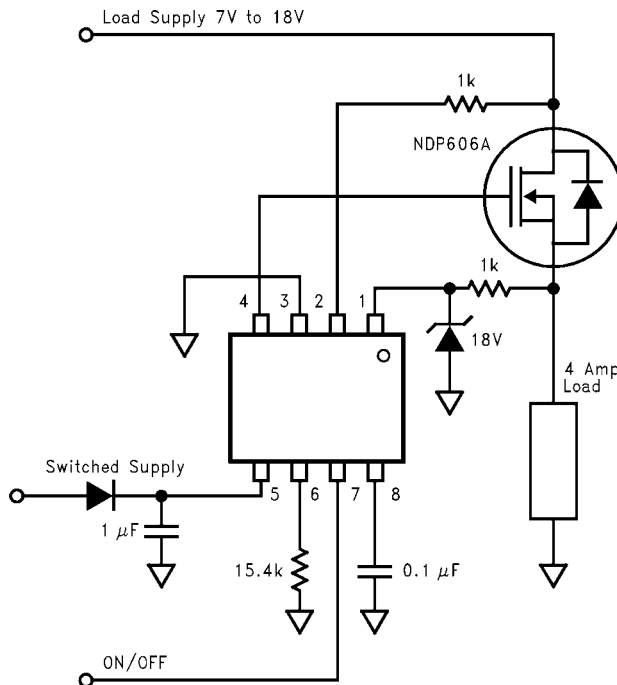 Load Supply 7V to 18V
1k
NDP606A
1k
4 3 2 1
18V
4 Amp
Load
Switched Supply
5 6 7 8
1 µF
15.4k
0.1 µF
ON/OFF